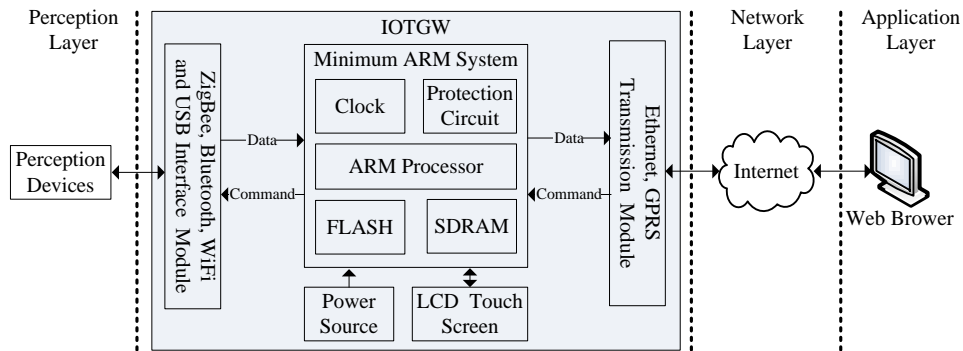 Perception
Layer
IOTGW
Network
Layer
Application
Layer
ZigBee, Bluetooth, WiFi
and USB Interface Module
Minimum ARM System
Clock
Protection
Circuit
ARM Processor
FLASH
SDRAM
Data
Command
Data
Command
Ethernet, GPRS
Transmission Module
Perception
Devices
Internet
Web Brower
Power
Source
LCD Touch
Screen